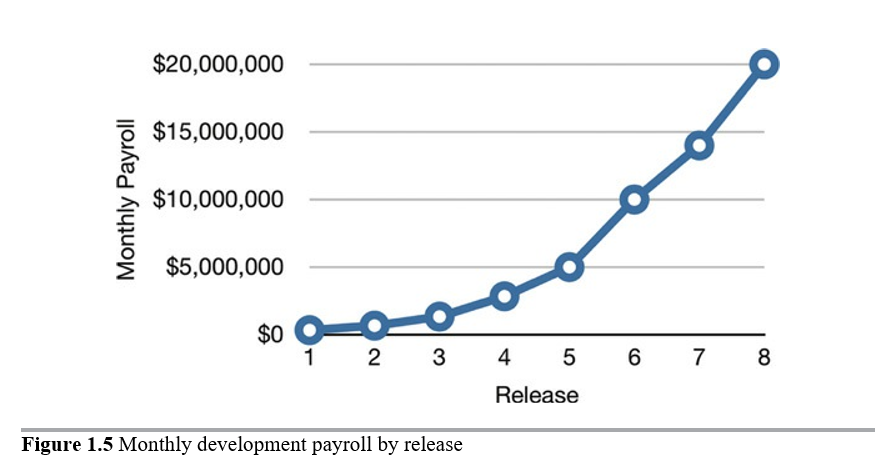 $20,000,000
$15,000,000
$10,000,000
$5,000,000
$0
Monthly Payroll
1 2 3 4 5 6 7 8
Release
Figure 1.5 Monthly development payroll by release